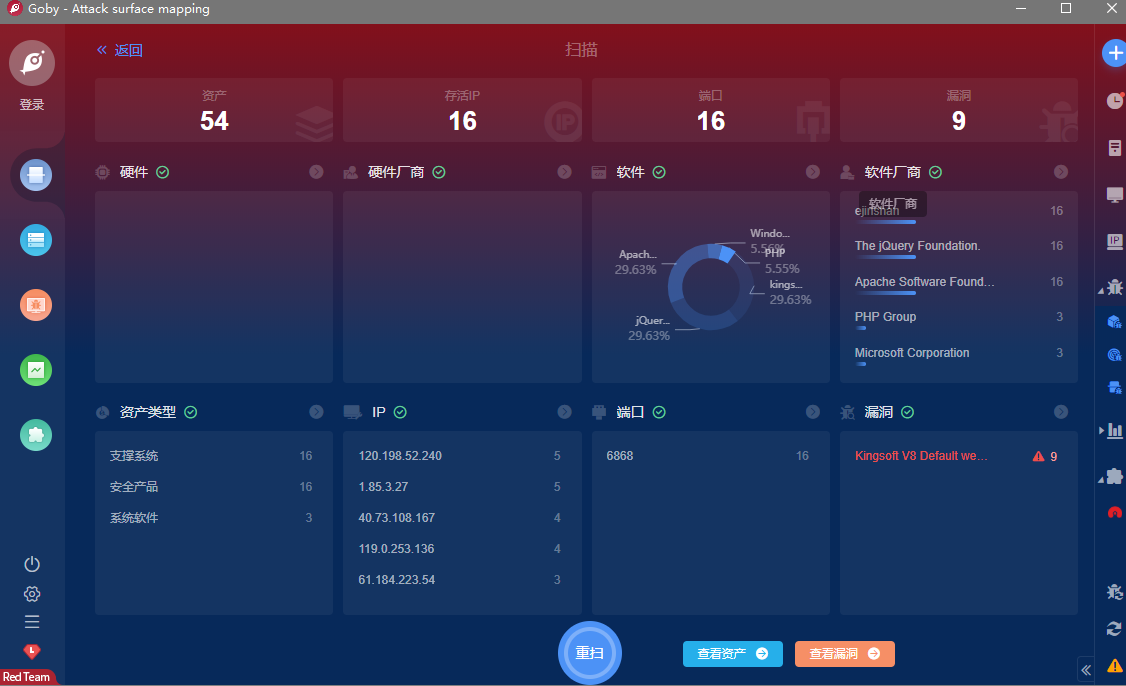 Goby - Attack surface mapping
返回
扫描
登录
资产
54
存活IP
16
端口
16
漏洞
9
硬件
硬件厂商
软件
软件厂商
Windo...
5.56%
PHP
5.55%
kings...
29.63%
jQuer...
29.63%
Apach...
29.63%
软件厂商
ejinshan 16
The jQuery Foundation. 16
Apache Software Found... 16
PHP Group 3
Microsoft Corporation 3
资产类型
IP
端口
漏洞
支撑系统 16
安全产品 16
系统软件 3
120.198.52.240 5
1.85.3.27 5
40.73.108.167 4
119.0.253.136 4
61.184.223.54 3
6868 16
Kingsoft V8 Default we... 9
重扫
查看资产
查看漏洞
Red Team
IP
IP